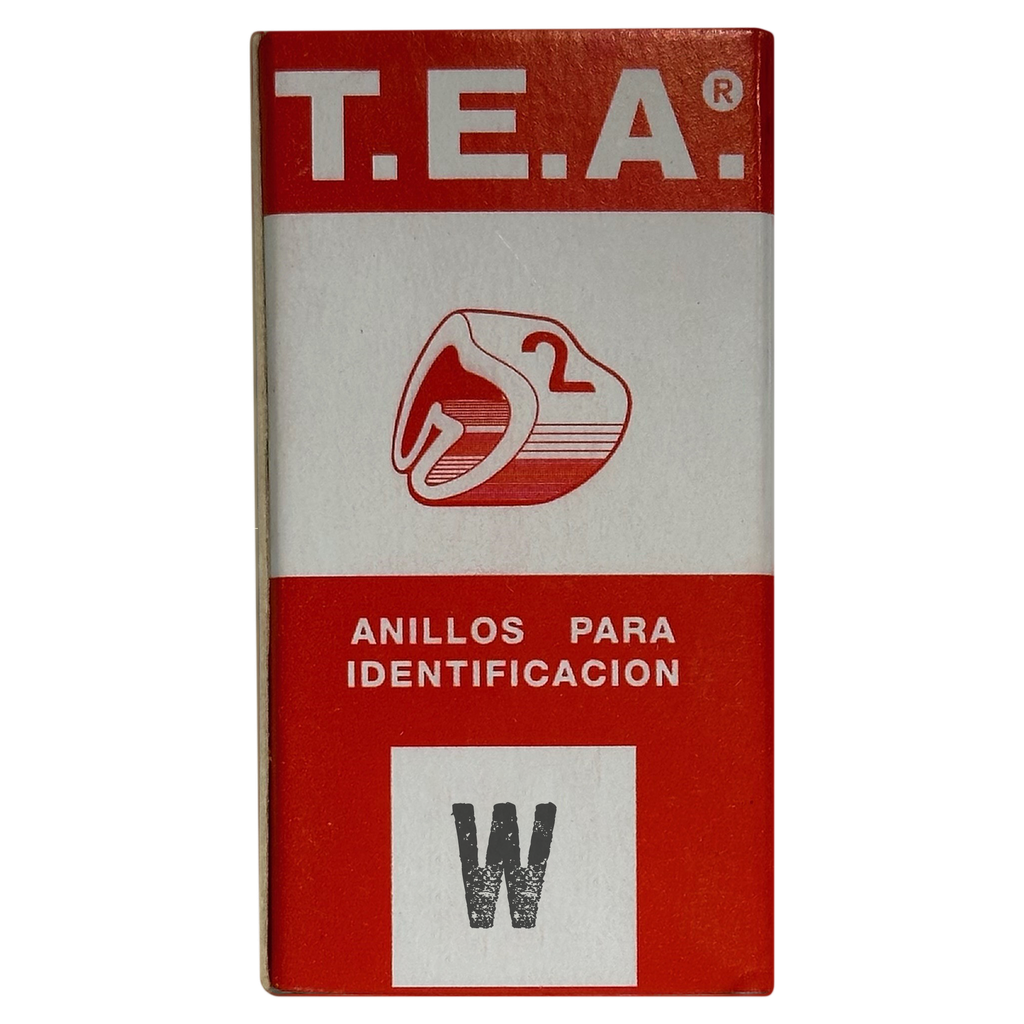 T.E.A.®
2
ANILLOS PARA
IDENTIFICACION
W